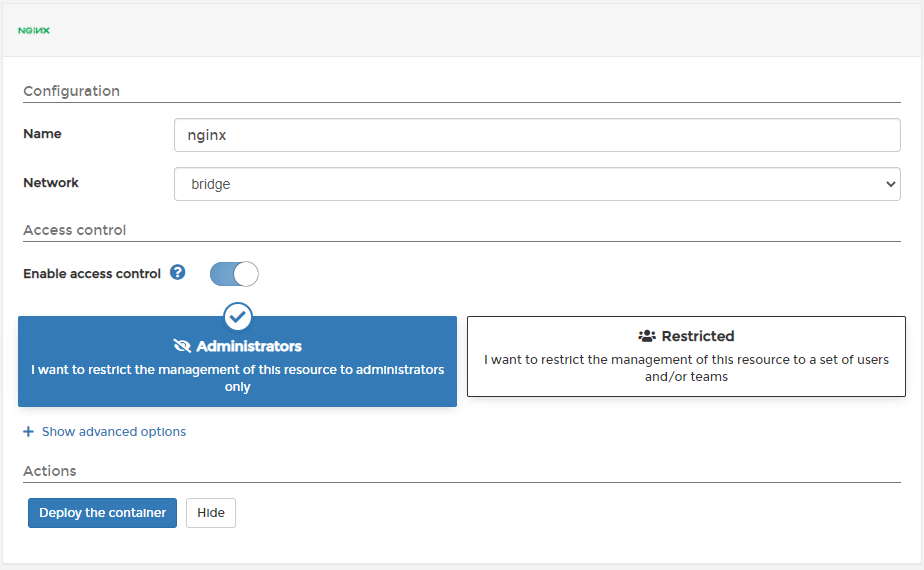 NGINX
Configuration
Name
nginx
Network
bridge
Access control
Enable access control
Administrators
I want to restrict the management of this resource to administrators
only
Restricted
I want to restrict the management of this resource to a set of users
and/or teams
+ Show advanced options
Actions
Deploy the container
Hide